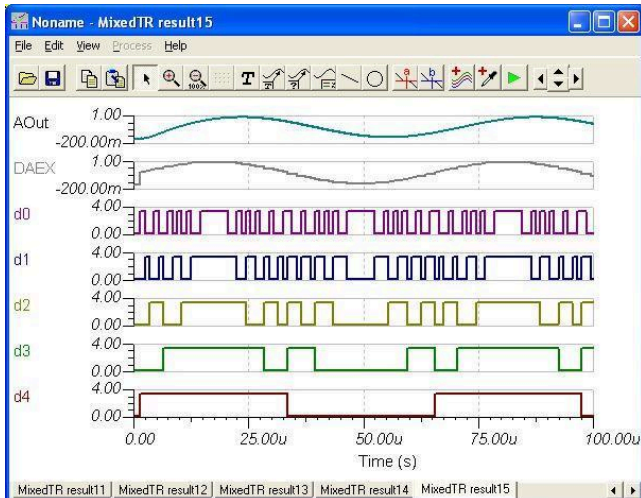 Noname - MixedTR result15
File Edit View Process Help
T
100%
a
b
AOut
1.00
-200.00m
DAEX
1.00
-200.00m
d0
4.00
0.00
d1
4.00
0.00
d2
4.00
0.00
d3
4.00
0.00
d4
4.00
0.00
0.00 25.00u 50.00u 75.00u 100.00u
Time (s)
MixedTR result11 MixedTR result12 MixedTR result13 MixedTR result14 MixedTR result15